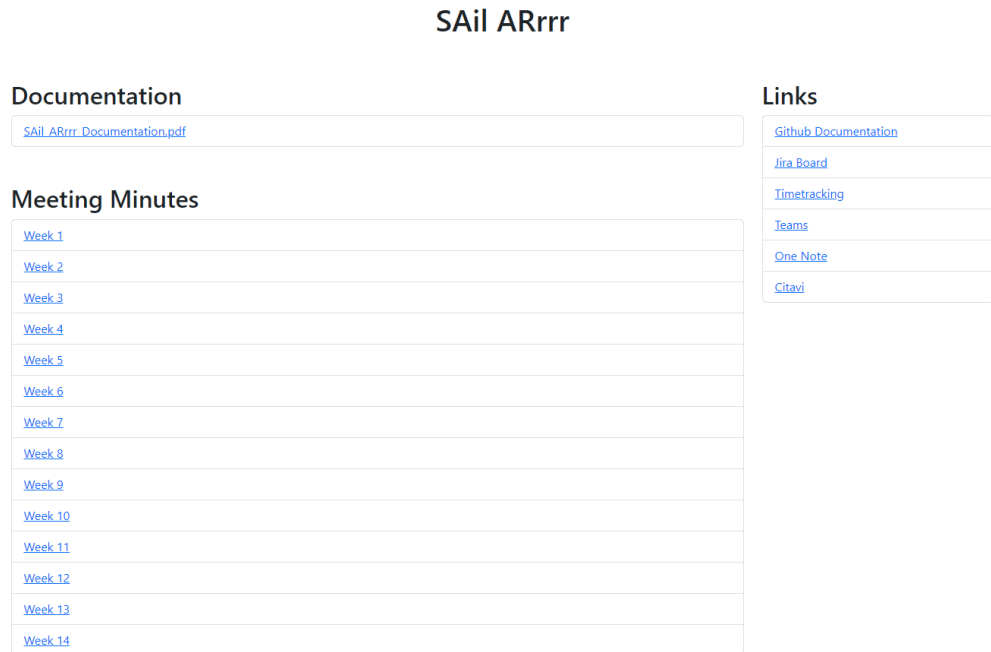 SAil ARrrr
Documentation
SAil_ARrrr_Documentation.pdf
Meeting Minutes
Week 1
Week 2
Week 3
Week 4
Week 5
Week 6
Week 7
Week 8
Week 9
Week 10
Week 11
Week 12
Week 13
Week 14
Links
Github Documentation
Jira Board
Timetracking
Teams
One Note
Citavi